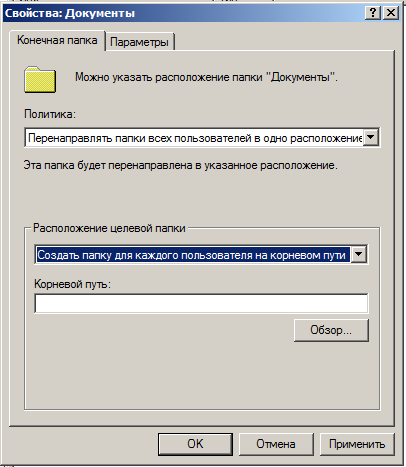 Свойства: Документы
Конечная папка Параметры
Можно указать расположение папки "Документы".
Политика:
Перенаправлять папки всех пользователей в одно расположение
Эта папка будет перенаправлена в указанное расположение.
Расположение целевой папки
Создать папку для каждого пользователя на корневом пути
Корневой путь:
Обзор...
OK Отмена Применить